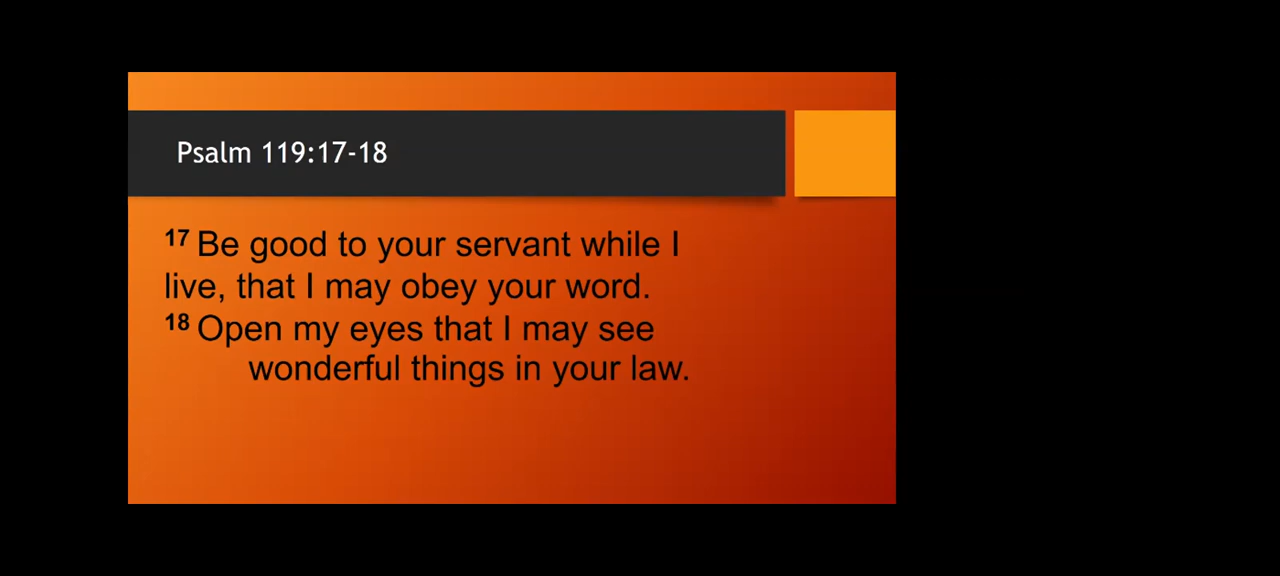 Psalm 119:17-18
17 Be good to your servant while I
live, that I may obey your word.
18 Open my eyes that I may see
wonderful things in your law.